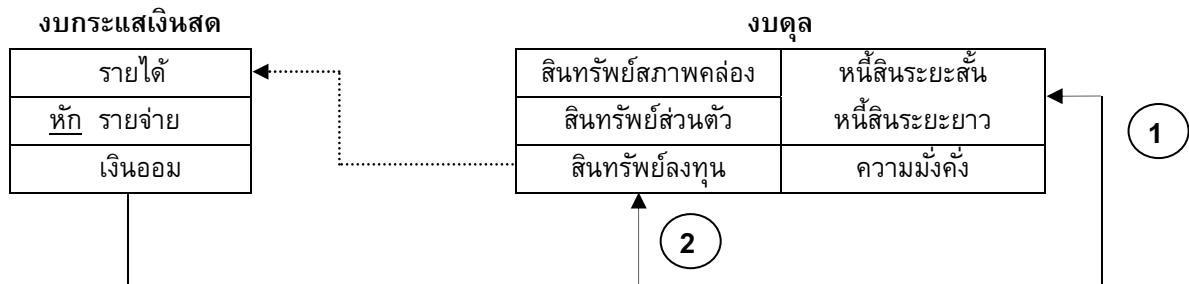 งบกระแสเงินสด
รายได้
หัก รายจ่าย
เงินออม
งบดุล
สินทรัพย์สภาพคล่อง หนี้สินระยะสั้น
สินทรัพย์ส่วนตัว หนี้สินระยะยาว
สินทรัพย์ลงทุน ความมั่งคั่ง
1
2